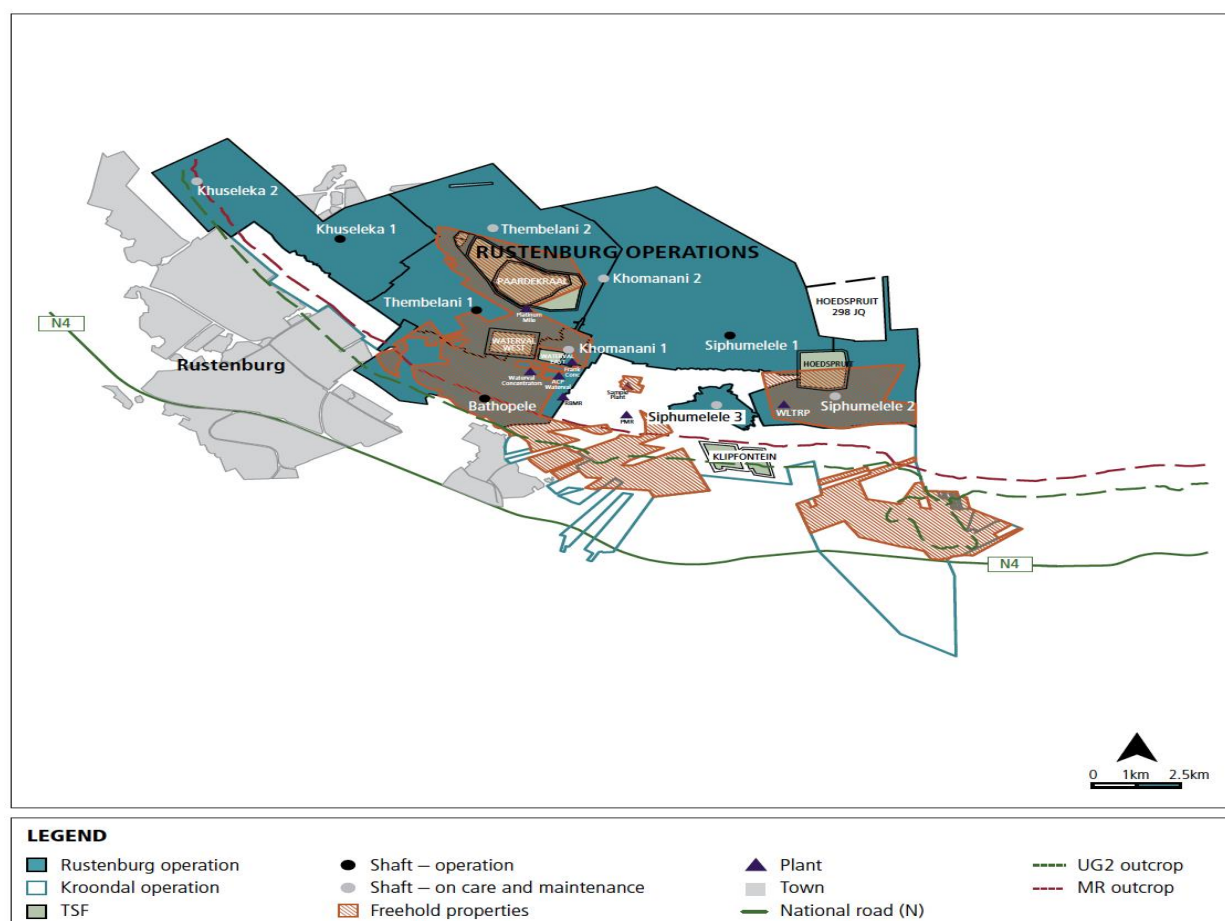 Khuseleka 2
Khuseleka 1
Thembelani 2
RUSTENBURG OPERATIONS
PAARDEKRAAL
Khomanani 2
HOEDSPRUIT
298 JQ
Thembelani 1
Platinum
Mile
N4
WATERVAL
WEST
Khomanani 1
WATERVAL
EAST
Siphumelele 1
HOEDSPRUIT
Rustenburg
Waterval
Concentrators
Frank
Conc
ACP
Waterval
Sample
Plant
Bathopele
RBMR
PMR
Siphumelele 3
WLTRP
Siphumelele 2
KLIPFONTEIN
N4
0 1km 2.5km
LEGEND
Rustenburg operation
Kroondal operation
TSF
Shaft – operation
Shaft – on care and maintenance
Freehold properties
Plant
Town
National road (N)
UG2 outcrop
MR outcrop